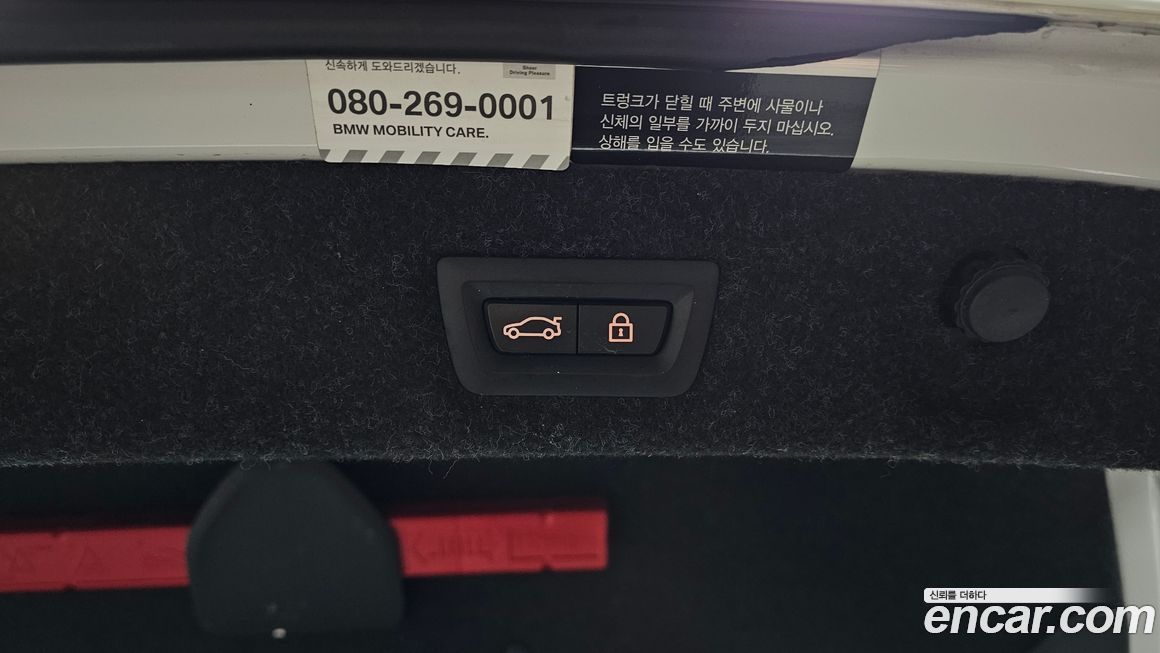 신속하게 도와드리겠습니다.
Sheer
Driving Pleasure
080-269-0001
BMW MOBILITY CARE.
트렁크가 닫힐 때 주변에 사물이나
신체의 일부를 가까이 두지 마십시오.
상해를 입을 수도 있습니다.
신뢰를 더하다
encar.com